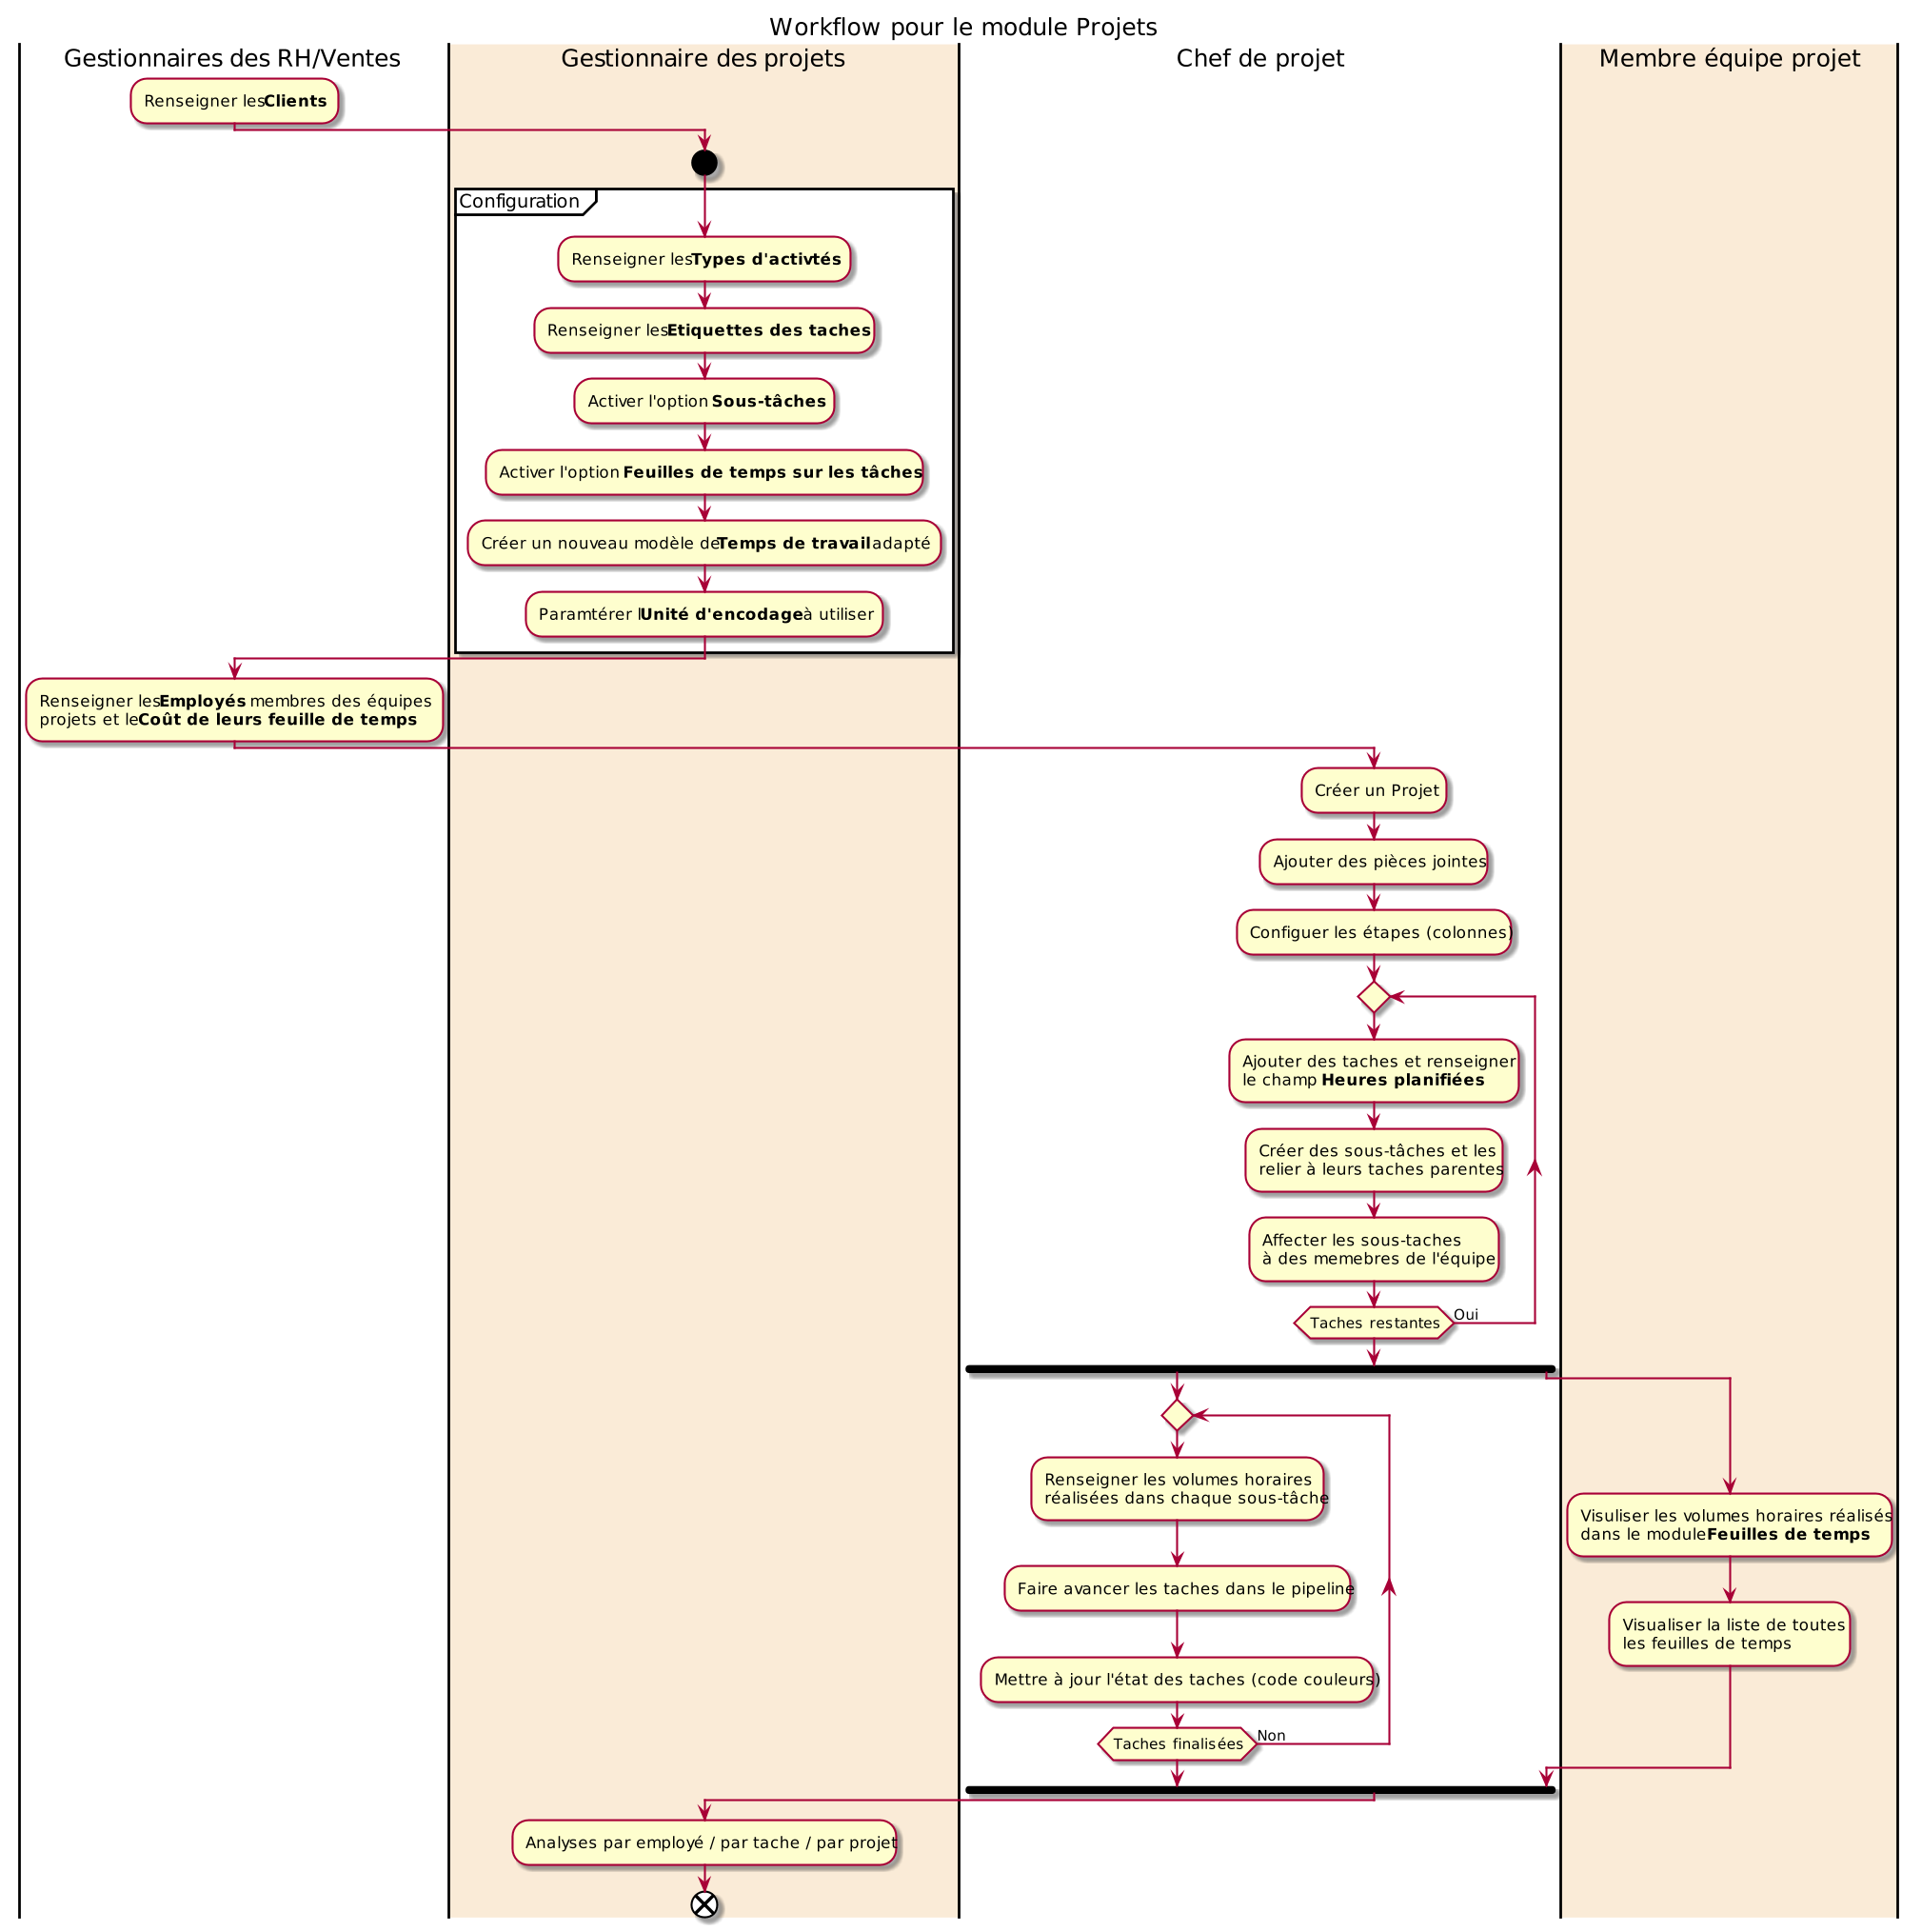 Workflow pour le module Projets
Gestionnaires des RH/Ventes
Gestionnaire des projets
Chef de projet
Membre équipe projet
Renseigner les Clients
Configuration
Renseigner les Types d'activtés
Renseigner les Etiquettes des taches
Activer l'option Sous-tâches
Activer l'option Feuilles de temps sur les tâches
Créer un nouveau modèle de Temps de travail adapté
Paramtérer l'Unité d'encodage à utiliser
Renseigner les Employés membres des équipes
projets et le Coût de leurs feuille de temps
Créer un Projet
Ajouter des pièces jointes
Configuer les étapes (colonnes)
Ajouter des taches et renseigner
le champ Heures planifiées
Créer des sous-tâches et les
relier à leurs taches parentes
Affecter les sous-taches
à des memebres de l'équipe
Taches restantes
Oui
Renseigner les volumes horaires
réalisées dans chaque sous-tâche
Visuliser les volumes horaires réalisés
dans le module Feuilles de temps
Faire avancer les taches dans le pipeline
Visualiser la liste de toutes
les feuilles de temps
Mettre à jour l'état des taches (code couleurs)
Taches finalisées
Non
Analyses par employé / par tache / par projet